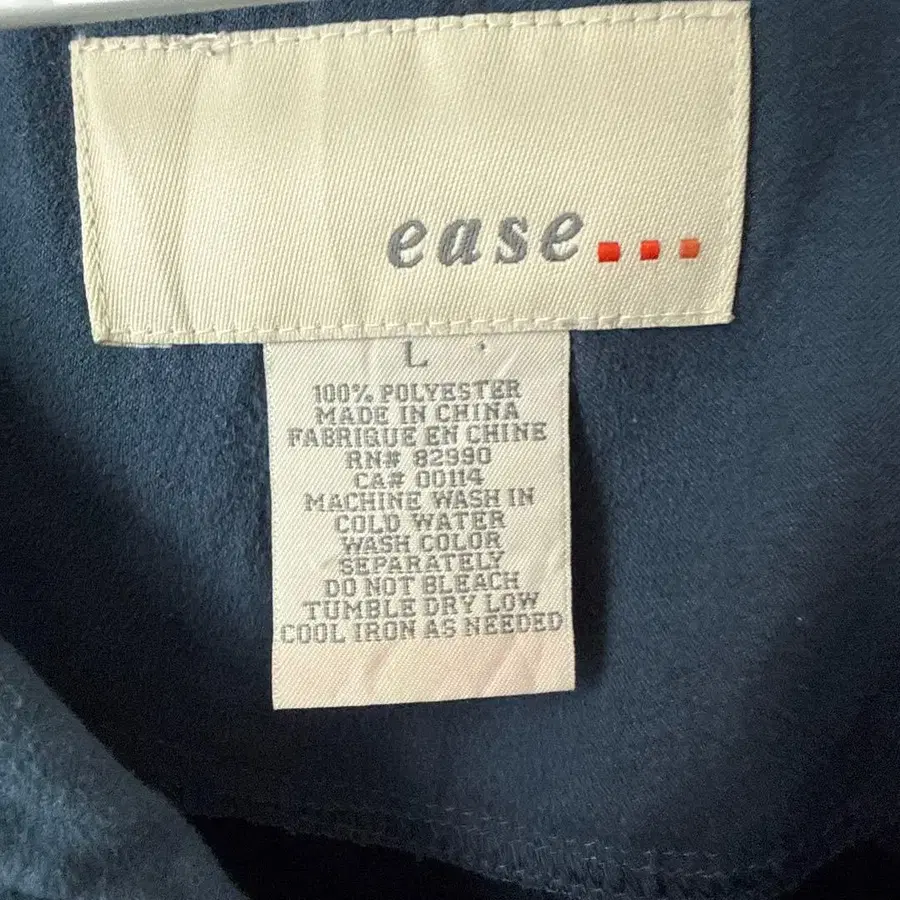 ease...
L
100% POLYESTER
MADE IN CHINA
FABRIQUE EN CHINE
RN# 82990
CA# 00114
MACHINE WASH IN
COLD WATER
WASH COLOR
SEPARATELY
DO NOT BLEACH
TUMBLE DRY LOW
COOL IRON AS NEEDED